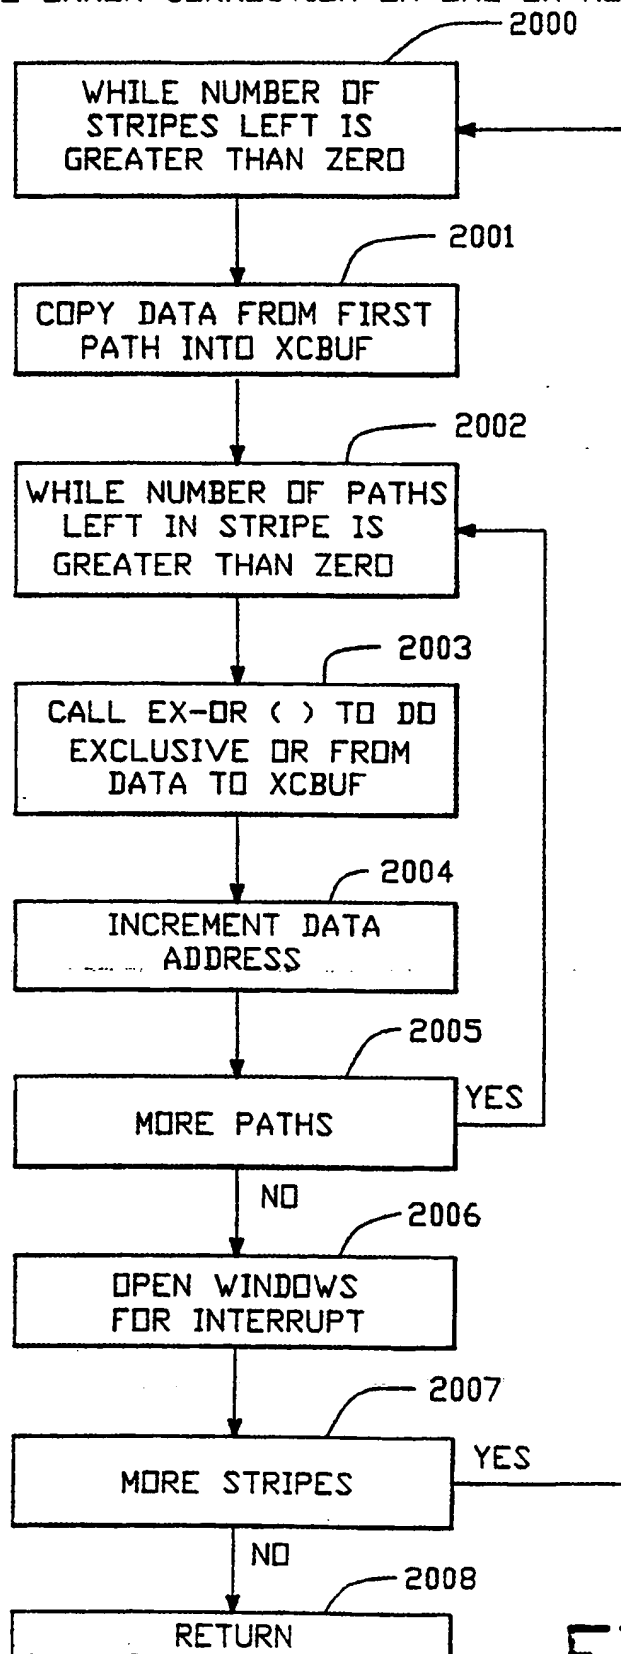 2000
WHILE NUMBER OF
STRIPES LEFT IS
GREATER THAN ZERO
2001
COPY DATA FROM FIRST
PATH INTO XCBUF
2002
WHILE NUMBER OF PATHS
LEFT IN STRIPE IS
GREATER THAN ZERO
2003
CALL EX-OR ( ) TO DO
EXCLUSIVE OR FROM
DATA TO XCBUF
2004
INCREMENT DATA
ADDRESS
2005
MORE PATHS
YES
NO
2006
OPEN WINDOWS
FOR INTERRUPT
2007
MORE STRIPES
YES
NO
2008
RETURN